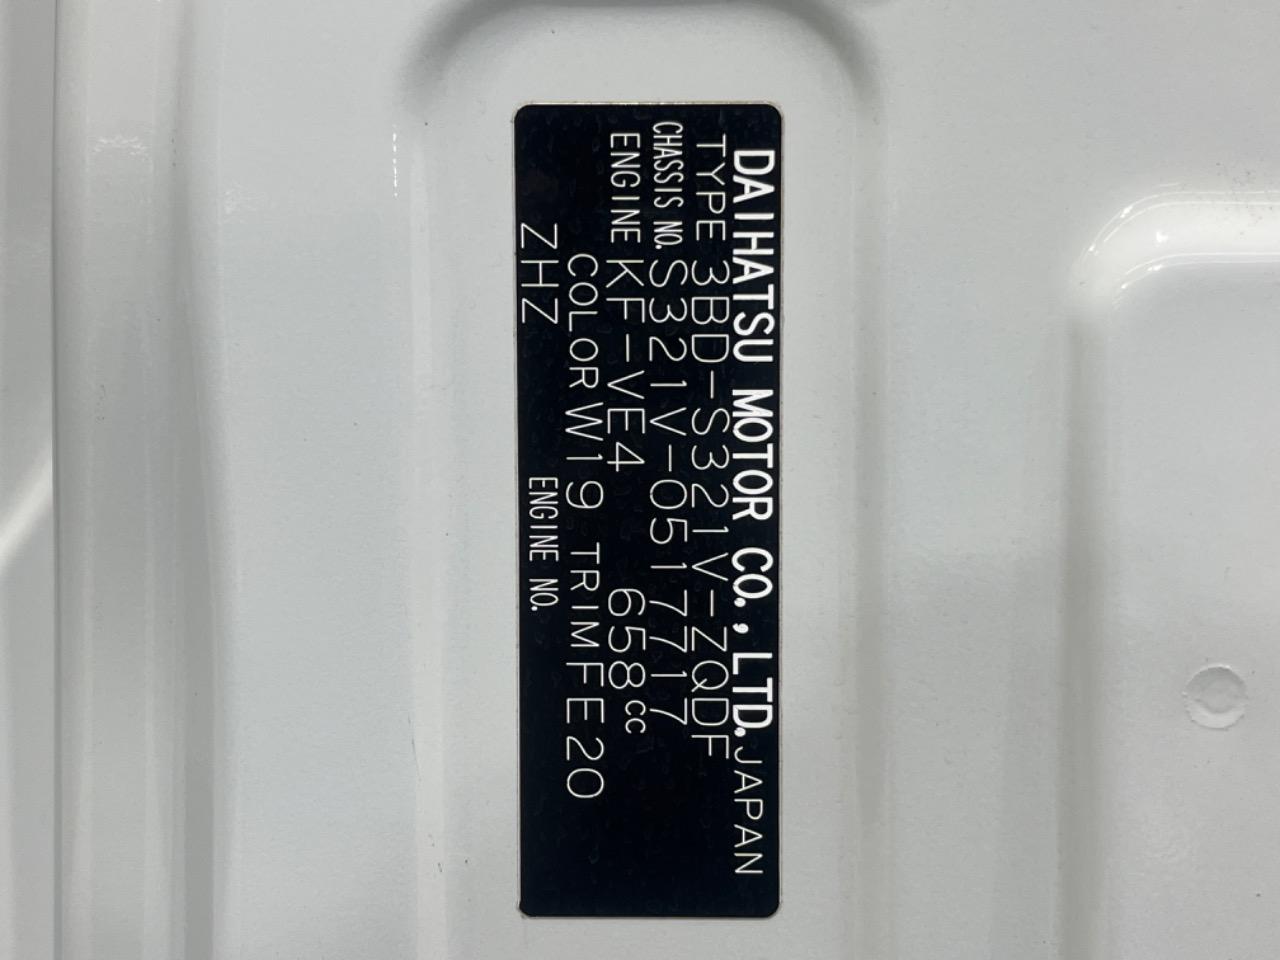 DAIHATSU MOTOR CO., LTD. JAPAN
TYPE 3BD-S321V-ZQDF
CHASSIS NO. S321V-0517717
ENGINE KF-VE4 658cc
COLOR W19 TRIM FE20
ZHZ ENGINE NO.